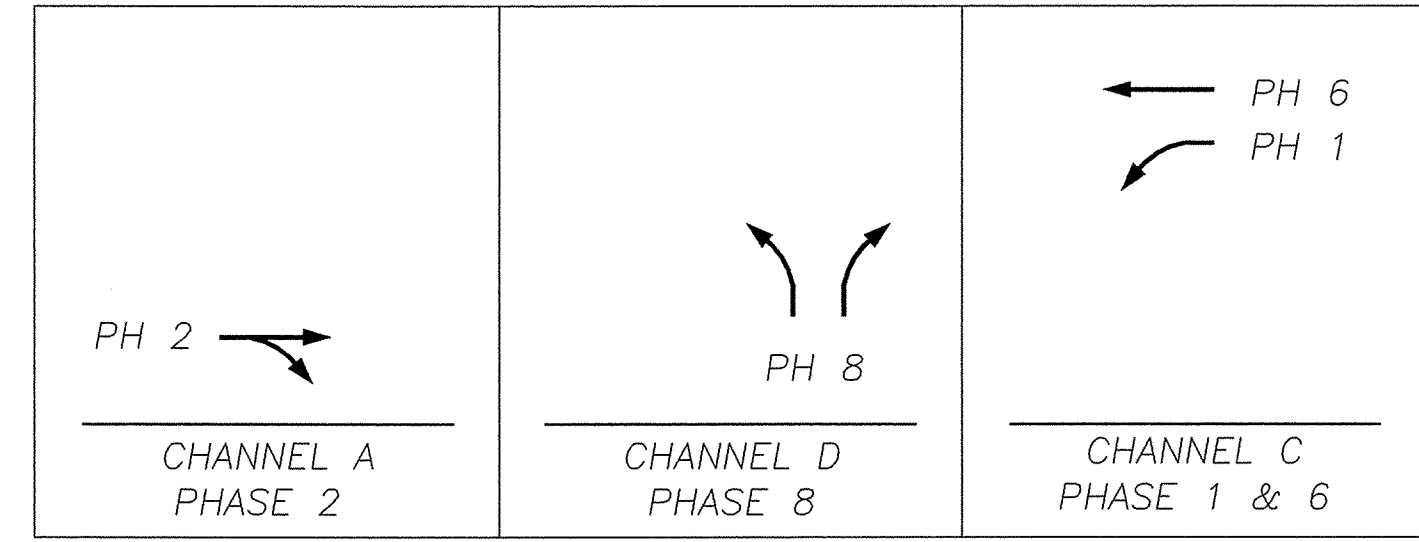 PH 2
CHANNEL A
PHASE 2
PH 8
CHANNEL D
PHASE 8
PH 6
PH 1
CHANNEL C
PHASE 1 & 6